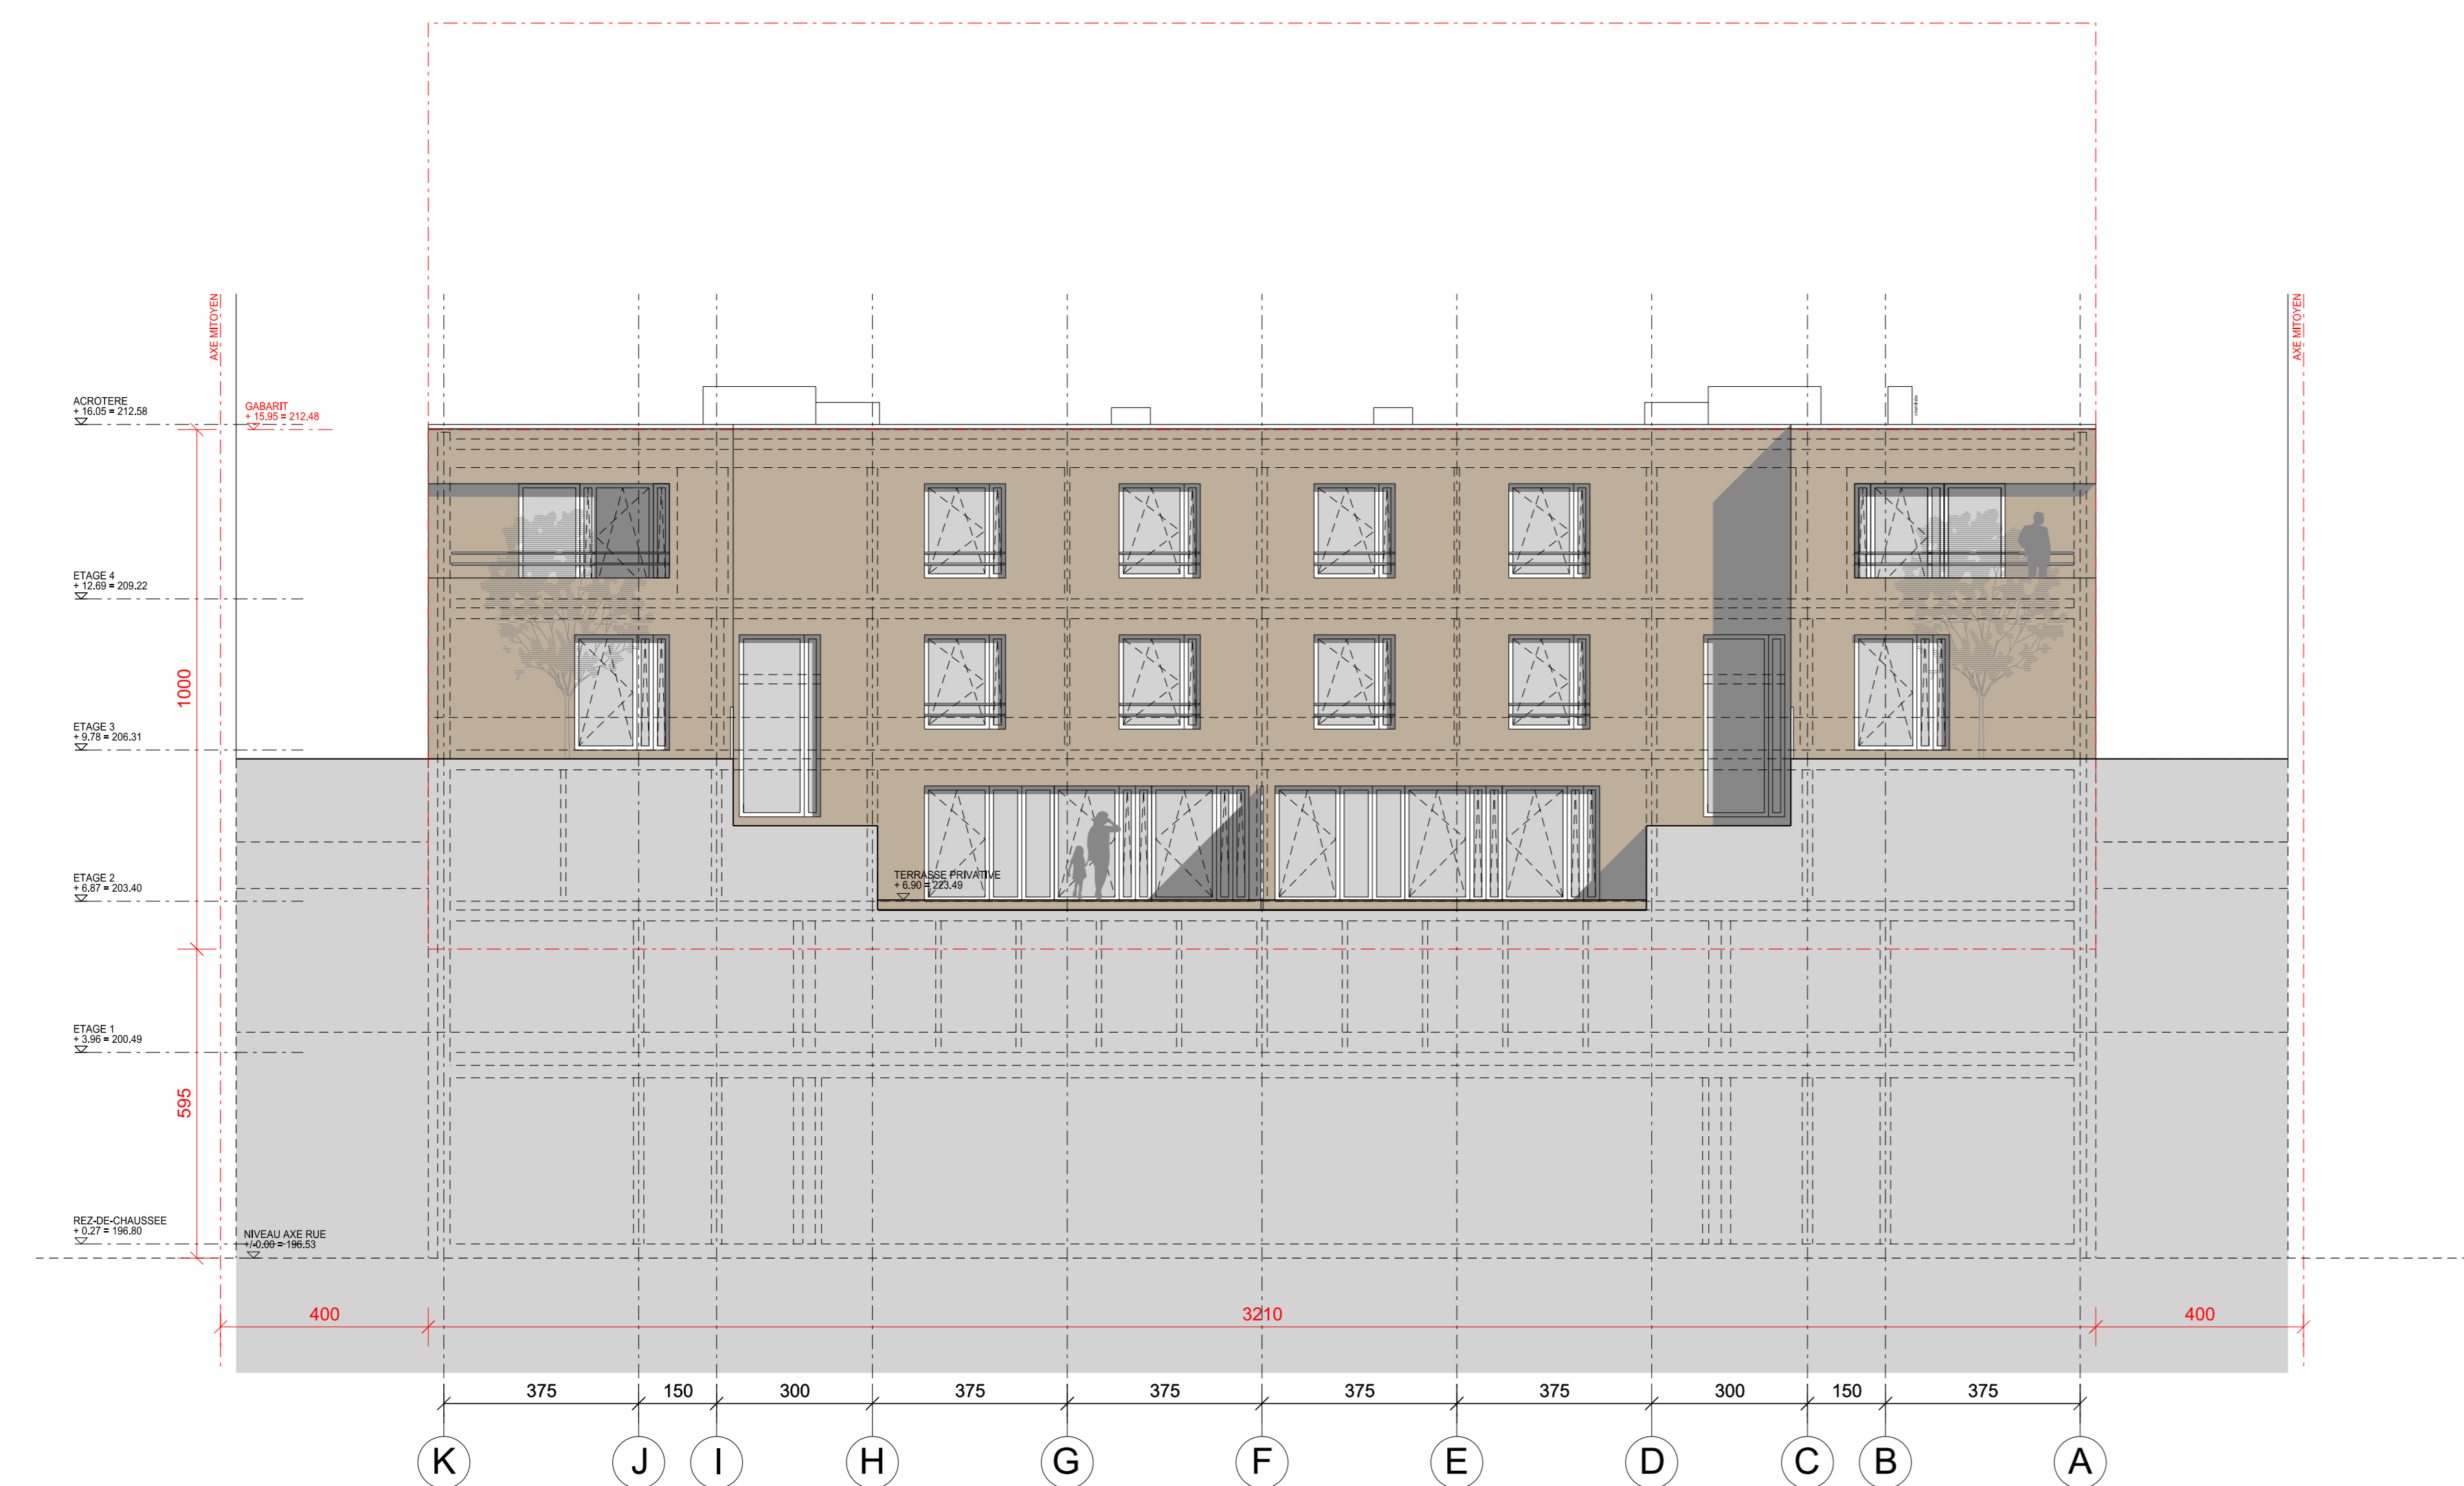 AXE MITOYEN
AXE MITOYEN
ACROTERE
+ 16.05 = 212.58
GABARIT
+ 15.95 = 212.48
cheminée
ETAGE 4
+ 12.69 = 209.22
1000
ETAGE 3
+ 9.78 = 206.31
ETAGE 2
+ 6.87 = 203.40
TERRASSE PRIVATIVE
+ 6.90 = 223.49
ETAGE 1
+ 3.96 = 200.49
595
REZ-DE-CHAUSSEE
+ 0.27 = 196.80
NIVEAU AXE RUE
+/-0.00 = 196.53
400 3210 400
375 150 300 375 375 375 375 300 150 375
K J I H G F E D C B A